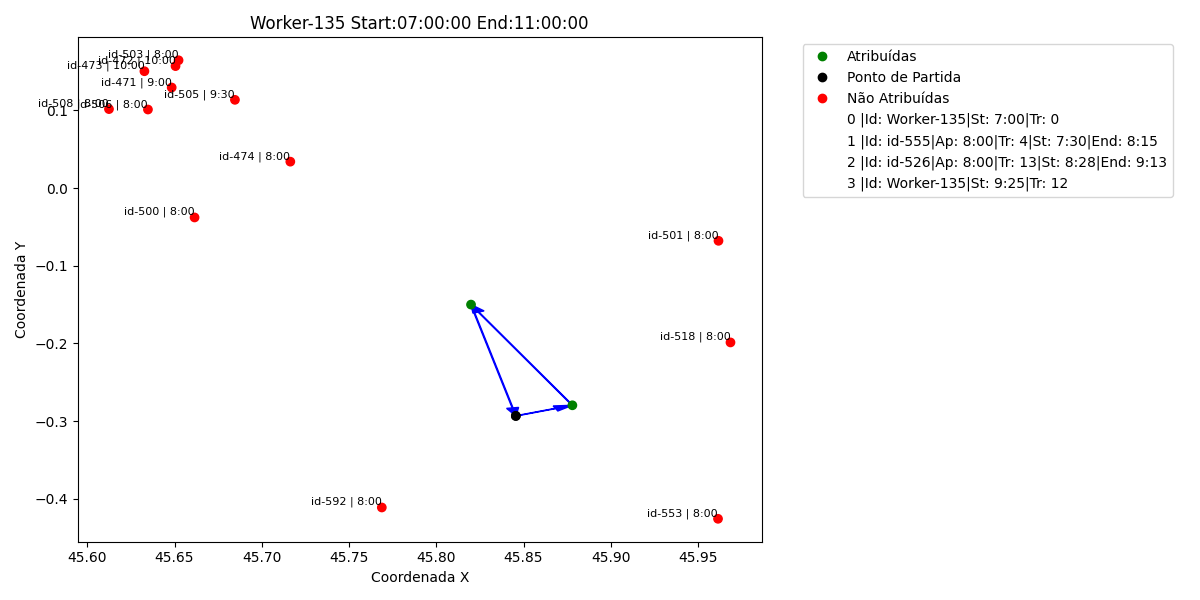 Worker-135 Start:07:00:00 End:11:00:00
id-503 | 8:00
id-472 | 10:00
id-473 | 10:00
id-471 | 9:00
id-505 | 9:30
id-508 | 8:00
id-506 | 8:00
id-474 | 8:00
id-500 | 8:00
id-501 | 8:00
id-518 | 8:00
id-592 | 8:00
id-553 | 8:00
0.1
0.0
−0.1
−0.2
−0.3
−0.4
Coordenada Y
45.60 45.65 45.70 45.75 45.80 45.85 45.90 45.95
Coordenada X
Atribuídas
Ponto de Partida
Não Atribuídas
0 |Id: Worker-135|St: 7:00|Tr: 0
1 |Id: id-555|Ap: 8:00|Tr: 4|St: 7:30|End: 8:15
2 |Id: id-526|Ap: 8:00|Tr: 13|St: 8:28|End: 9:13
3 |Id: Worker-135|St: 9:25|Tr: 12